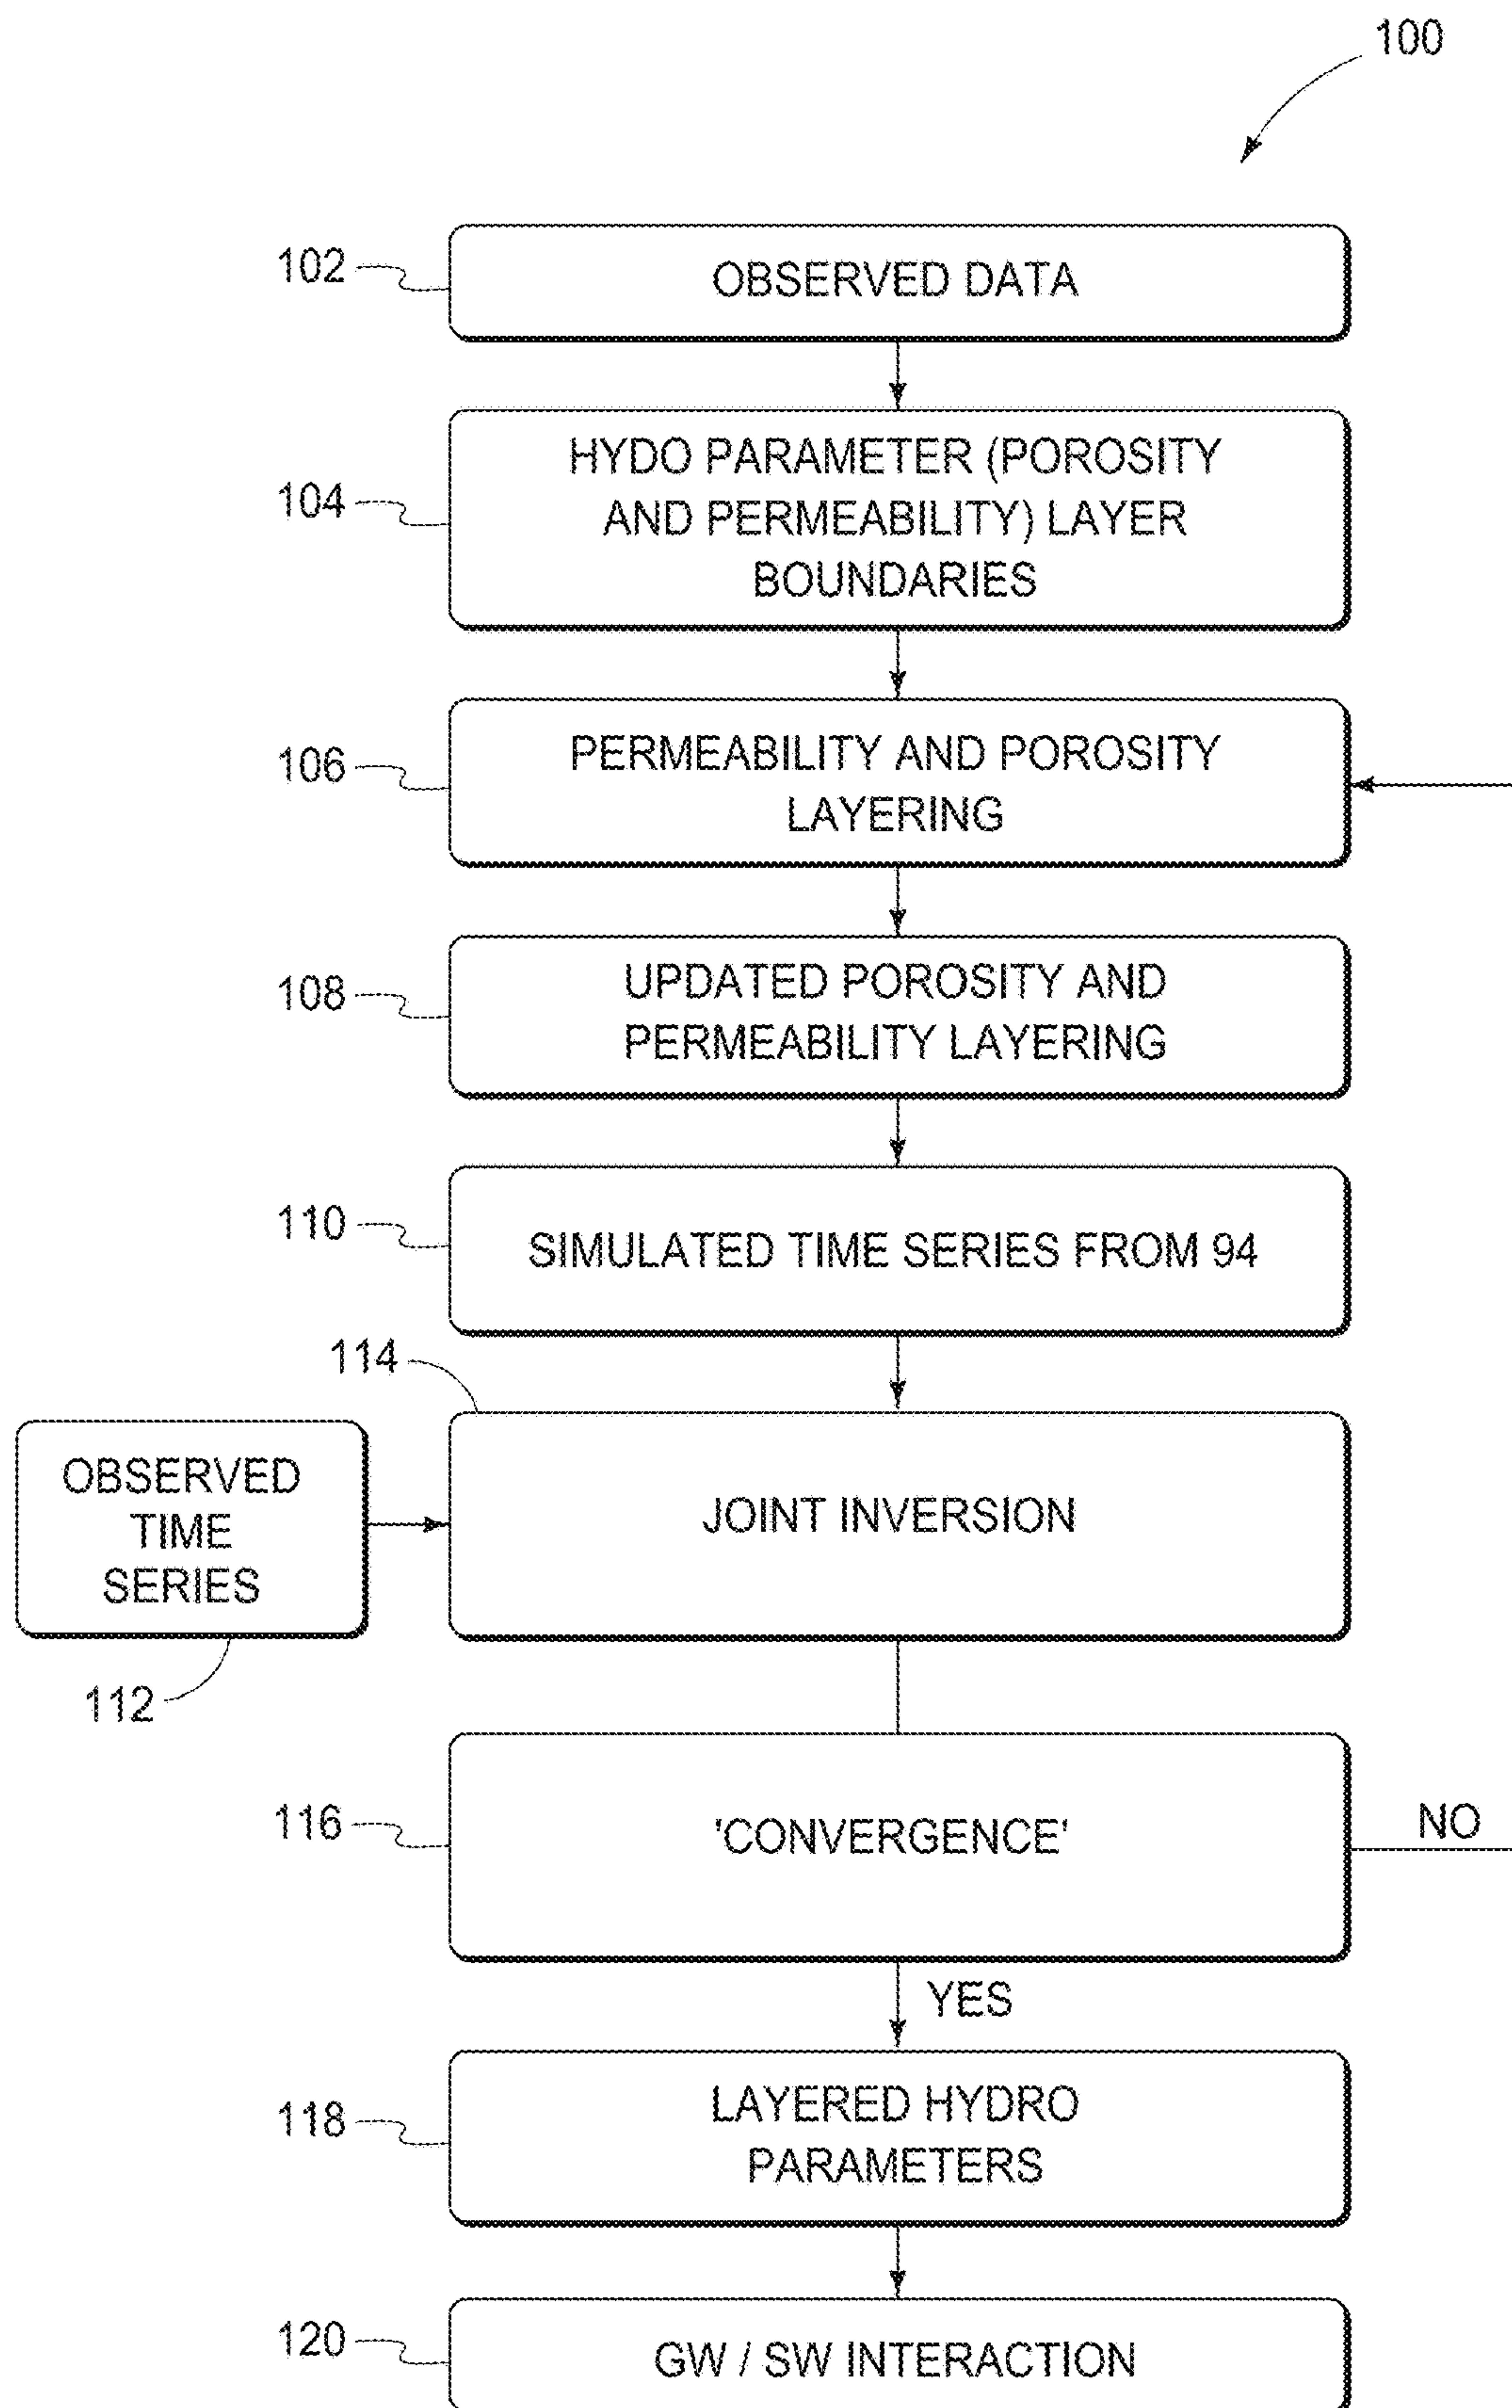 100
102
OBSERVED DATA
104
HYDO PARAMETER (POROSITY
AND PERMEABILITY) LAYER
BOUNDARIES
106
PERMEABILITY AND POROSITY
LAYERING
108
UPDATED POROSITY AND
PERMEABILITY LAYERING
110
SIMULATED TIME SERIES FROM 94
114
OBSERVED
TIME
SERIES
JOINT INVERSION
112
116
'CONVERGENCE'
NO
YES
118
LAYERED HYDRO
PARAMETERS
120
GW / SW INTERACTION